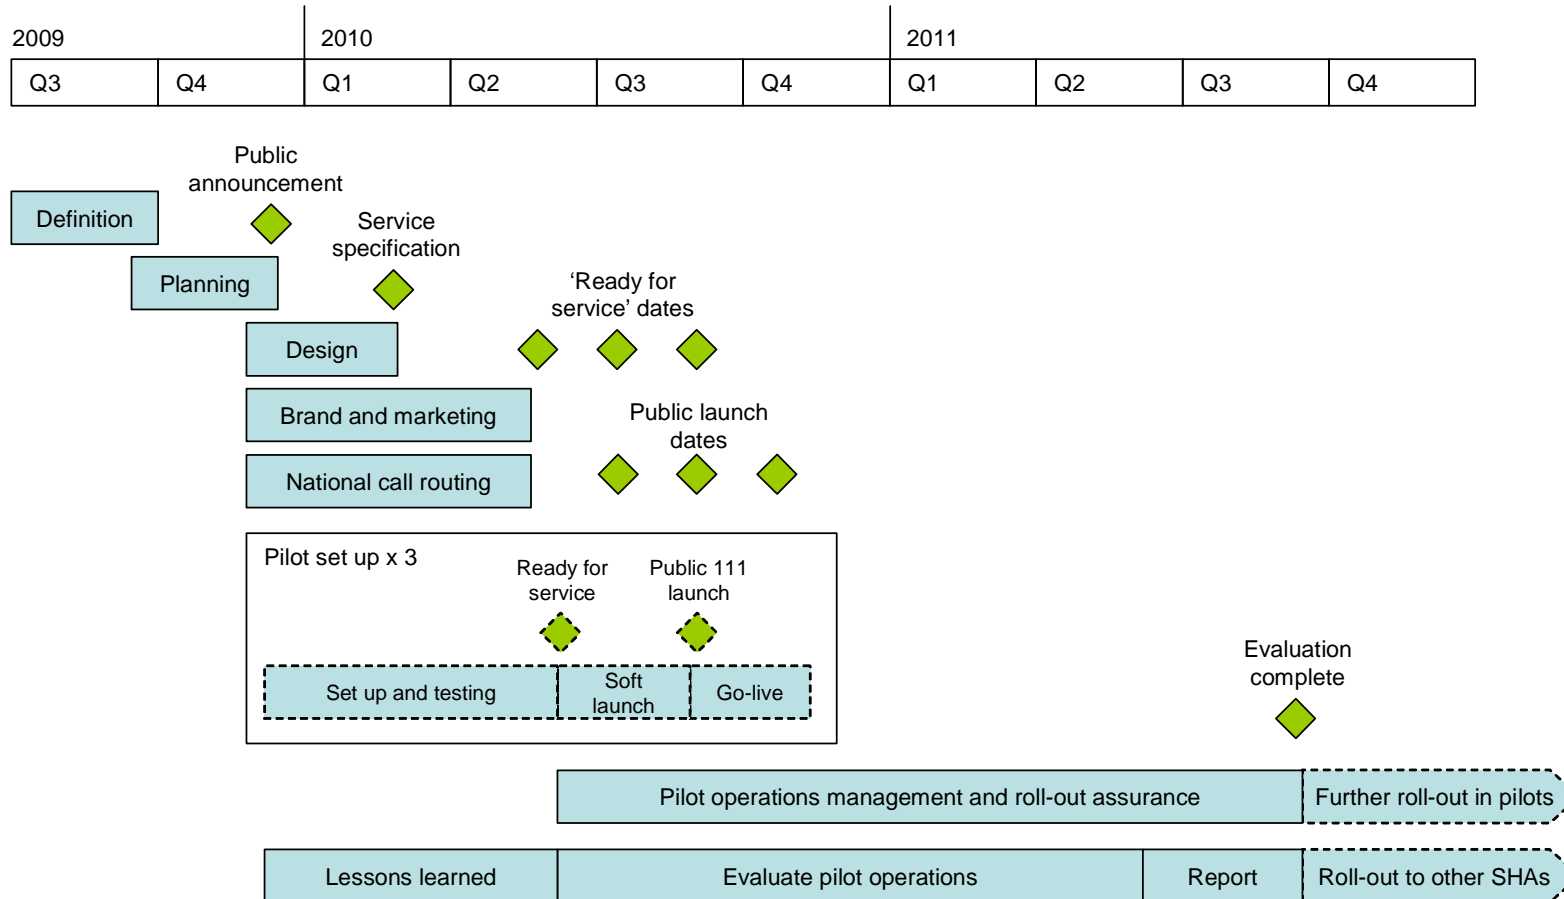 2009
2010
2011
Q3
Q4
Q1
Q2
Q3
Q4
Q1
Q2
Q3
Q4
Public
announcement
Definition
Service
specification
Planning
‘Ready for
service’ dates
Design
Brand and marketing
Public launch
dates
National call routing
Pilot set up x 3
Ready for
service
Public 111
launch
Set up and testing
Soft
launch
Go-live
Evaluation
complete
Pilot operations management and roll-out assurance
Further roll-out in pilots
Lessons learned
Evaluate pilot operations
Report
Roll-out to other SHAs